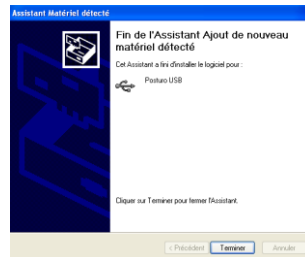 Assistant Matériel détecté
Fin de l'Assistant Ajout de nouveau
matériel détecté
Cet Assistant a fini d'installer le logiciel pour :
Posturo USB
Cliquer sur Terminer pour fermer l'Assistant.
< Précédent Terminer Annuler